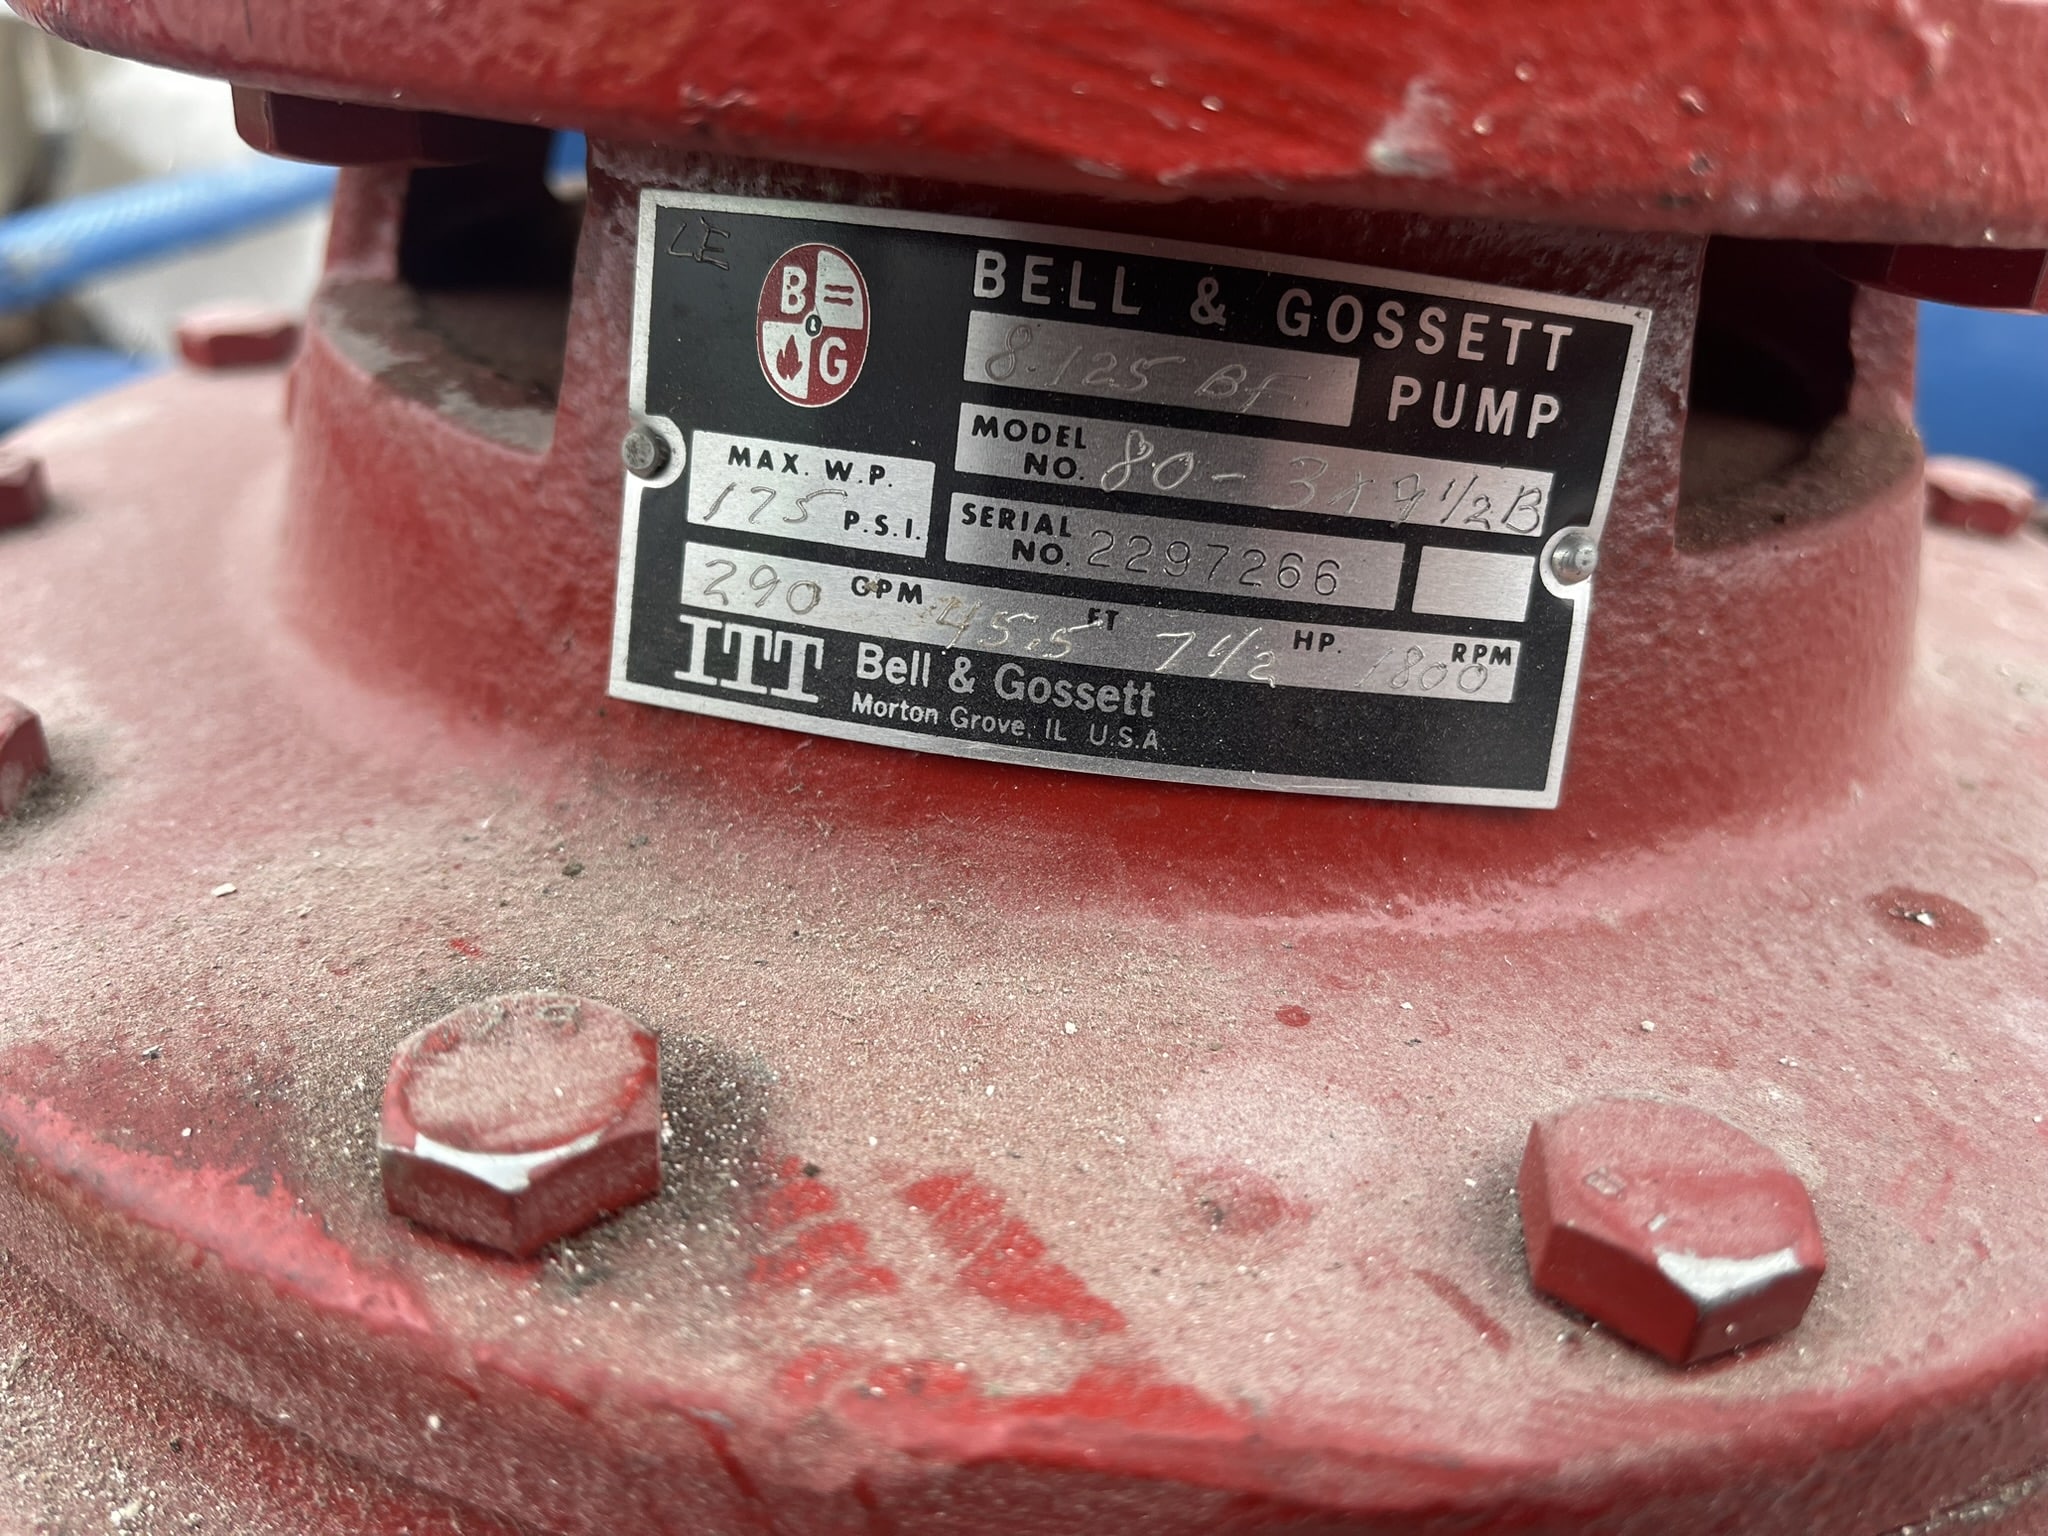 LE
B & G
BELL & GOSSETT
PUMP
8.125 BF
MODEL NO. 80 - 3x9 1/2 B
MAX. W.P. 175 P.S.I.
SERIAL NO. 2297266
290 GPM 45.5 FT 7 1/2 HP. 1800 RPM
ITT Bell & Gossett
Morton Grove, IL U.S.A.